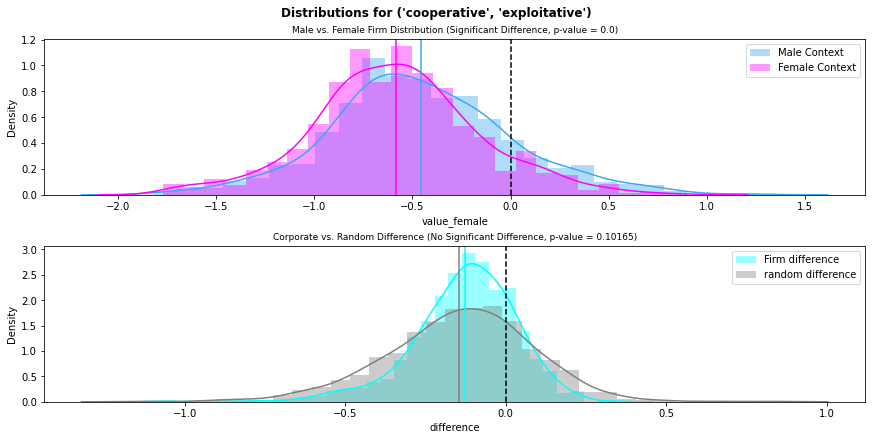 Distributions for ('cooperative', 'exploitative')
Male vs. Female Firm Distribution (Significant Difference, p-value = 0.0)
1.2
1.0
0.8
0.6
0.4
0.2
0.0
Density
Male Context
Female Context
−2.0 −1.5 −1.0 −0.5 0.0 0.5 1.0 1.5
value_female
Corporate vs. Random Difference (No Significant Difference, p-value = 0.10165)
3.0
2.5
2.0
1.5
1.0
0.5
0.0
Density
Firm difference
random difference
−1.0 −0.5 0.0 0.5 1.0
difference